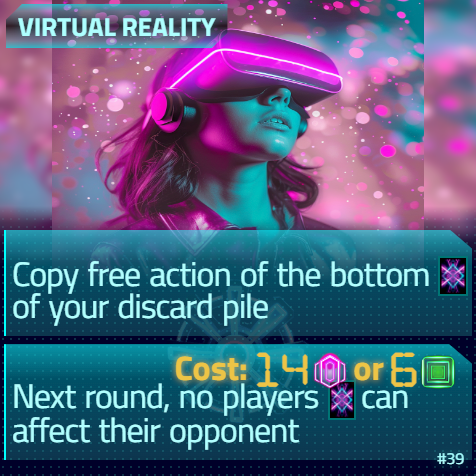 VIRTUAL REALITY
Copy free action of the bottom
of your discard pile
Cost: 14 or 6
Next round, no players can
affect their opponent
#39